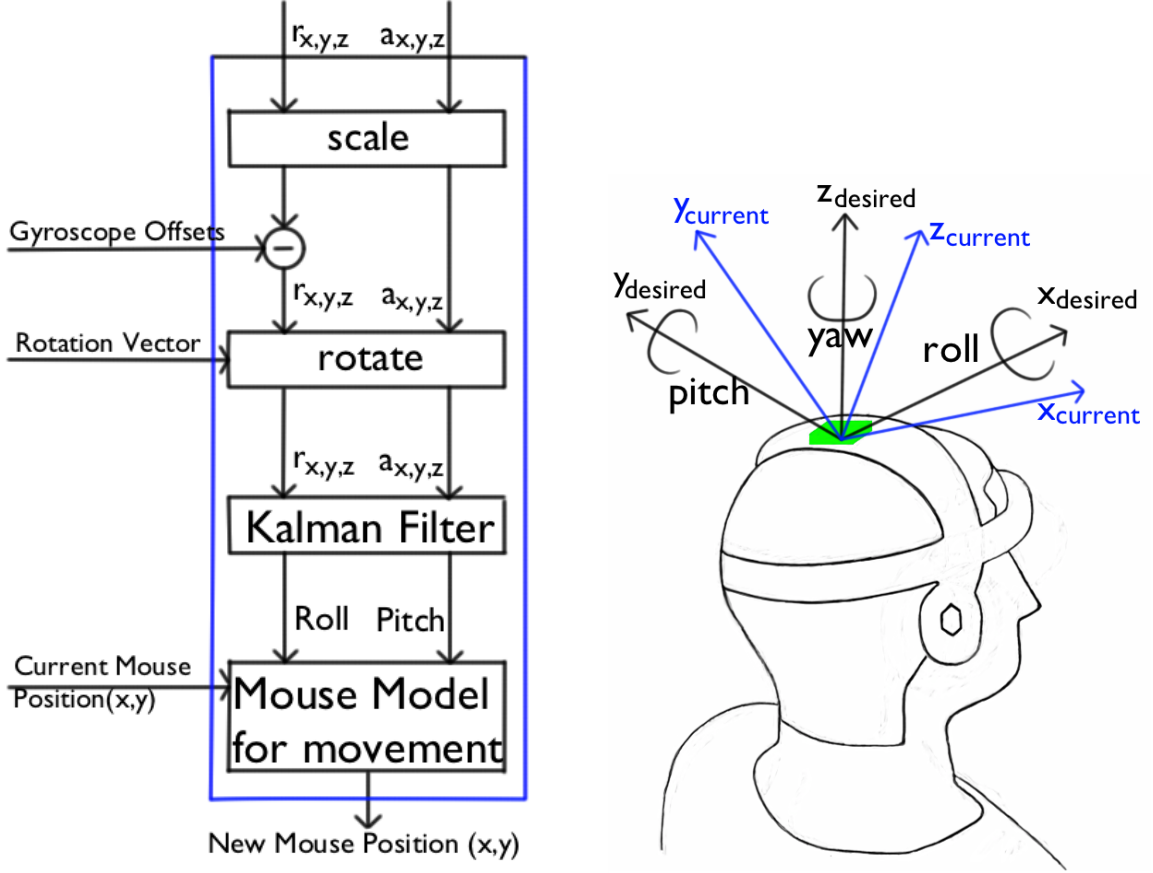 rx,y,z ax,y,z
scale
Gyroscope Offets
−
rx,y,z ax,y,z
Rotation Vector
rotate
rx,y,z ax,y,z
Kalman Filter
Roll Pitch
Current Mouse
Position(x,y)
Mouse Model
for movement
New Mouse Position (x,y)
zdesired
ycurrent
zcurrent
ydesired
xdesired
yaw
roll
pitch
xcurrent